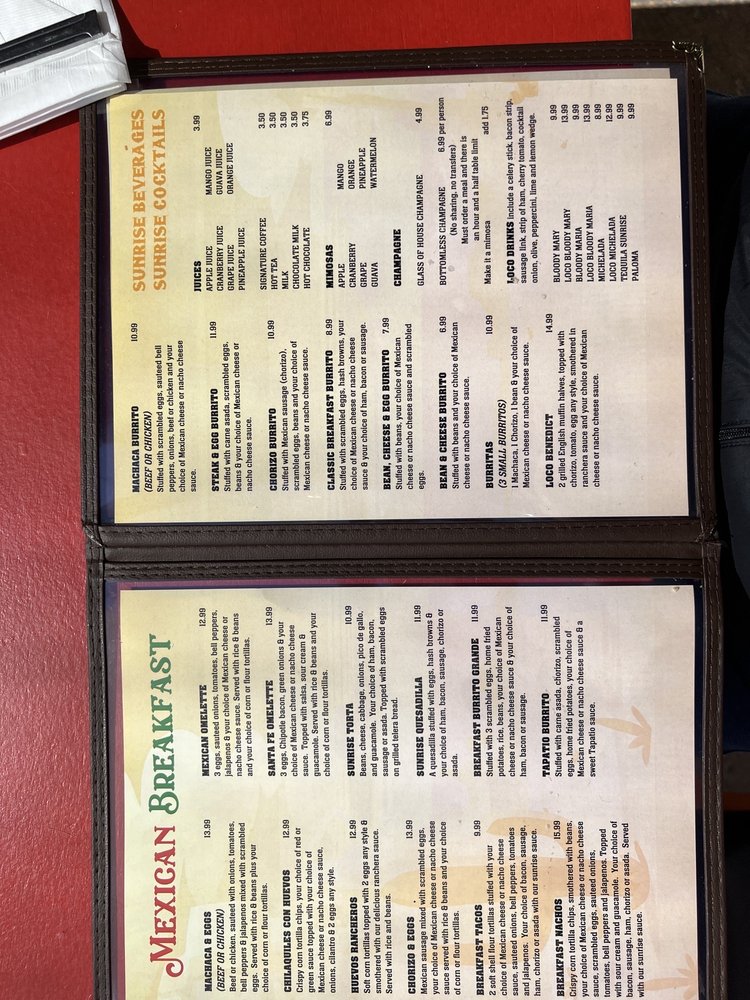 MEXICAN BREAKFAST
MACHACA & EGGS 13.99
(BEEF OR CHICKEN)
Beef or chicken, sauteed with onions, tomatoes,
bell peppers & jalapenos mixed with scrambled
eggs. Served with rice & beans plus your
choice of corn or flour tortillas.
CHILAQUILES CON HUEVOS 12.99
Crispy corn tortilla chips, your choice of red or
green sauce topped with your choice of
Mexican cheese or nacho cheese sauce,
onions, cilantro & 2 eggs any style.
HUEVOS RANCHEROS 12.99
Soft corn tortillas topped with 2 eggs any style &
smothered with our delicious ranchera sauce.
Served with rice and beans.
CHORIZO & EGGS 13.99
Mexican sausage mixed with scrambled eggs,
your choice of Mexican cheese or nacho cheese
sauce served with rice & beans and your choice
of corn or flour tortillas.
BREAKFAST TACOS 9.99
2 soft shell flour tortillas stuffed with your
choice of Mexican cheese or nacho cheese
sauce, sauteed onions, bell peppers, tomatoes
and jalapenos. Your choice of bacon, sausage,
ham, chorizo or asada with our sunrise sauce.
BREAKFAST NACHOS 15.99
Crispy corn tortilla chips, smothered with beans,
your choice of Mexican cheese or nacho cheese
sauce, scrambled eggs, sauteed onions,
tomatoes, bell peppers and jalapenos. Topped
with sour cream and guacamole. Your choice of
bacon, sausage, ham, chorizo or asada. Served
with our sunrise sauce.
MEXICAN OMELETTE 12.99
3 eggs, sauteed onions, tomatoes, bell peppers,
jalapenos & your choice of Mexican cheese or
nacho cheese sauce. Served with rice & beans
and your choice of corn or flour tortillas.
SANTA FE OMELETTE 13.99
3 eggs, Chipotle bacon, green onions & your
choice of Mexican cheese or nacho cheese
sauce. Topped with salsa, sour cream &
guacamole. Served with rice & beans and your
choice of corn or flour tortillas.
SUNRISE TORTA 10.99
Beans, cheese, cabbage, onions, pico de gallo,
and guacamole. Your choice of ham, bacon,
sausage or asada. Topped with scrambled eggs
on grilled telera bread.
SUNRISE QUESADILLA 11.99
A quesadilla stuffed with eggs, hash browns &
your choice of ham, bacon, sausage, chorizo or
asada.
BREAKFAST BURRITO GRANDE 11.99
Stuffed with 3 scrambled eggs, home fried
potatoes, rice, beans, your choice of Mexican
cheese or nacho cheese sauce & your choice of
ham, bacon or sausage.
TAPATIO BURRITO 11.99
Stuffed with carne asada, chorizo, scrambled
eggs, home fried potatoes, your choice of
Mexican cheese or nacho cheese sauce & a
sweet Tapatio sauce.
MACHACA BURRITO 10.99
(BEEF OR CHICKEN)
Stuffed with scrambled eggs, sauteed bell
peppers, onions, beef or chicken and your
choice of Mexican cheese or nacho cheese
sauce.
STEAK & EGG BURRITO 11.99
Stuffed with carne asada, scrambled eggs,
beans & your choice of Mexican cheese or
nacho cheese sauce.
CHORIZO BURRITO 10.99
Stuffed with Mexican sausage (chorizo),
scrambled eggs, beans and your choice of
Mexican cheese or nacho cheese sauce.
CLASSIC BREAKFAST BURRITO 8.99
Stuffed with scrambled eggs, hash browns, your
choice of Mexican cheese or nacho cheese
sauce & your choice of ham, bacon or sausage.
BEAN, CHEESE & EGG BURRITO 7.99
Stuffed with beans, your choice of Mexican
cheese or nacho cheese sauce and scrambled
eggs.
BEAN & CHEESE BURRITO 6.99
Stuffed with beans and your choice of Mexican
cheese or nacho cheese sauce.
BURRITAS 10.99
(3 SMALL BURRITOS)
1 Machaca, 1 Chorizo, 1 bean & your choice of
Mexican cheese or nacho cheese sauce.
LOCO BENEDICT 14.99
2 grilled English muffin halves, topped with
chorizo, tomato, egg any style, smothered in
ranchera sauce and your choice of Mexican
cheese or nacho cheese sauce.
SUNRISE BEVERAGES
SUNRISE COCKTAILS
JUICES 3.99
APPLE JUICE MANGO JUICE
CRANBERRY JUICE GUAVA JUICE
GRAPE JUICE ORANGE JUICE
PINEAPPLE JUICE
SIGNATURE COFFEE 3.50
HOT TEA 3.50
MILK 3.50
CHOCOLATE MILK 3.50
HOT CHOCOLATE 3.75
MIMOSAS 6.99
APPLE MANGO
CRANBERRY ORANGE
GRAPE PINEAPPLE
GUAVA WATERMELON
CHAMPAGNE
GLASS OF HOUSE CHAMPAGNE 4.99
BOTTOMLESS CHAMPAGNE 6.99 per person
(No sharing, no transfers)
Must order a meal and there is
an hour and a half table limit
Make it a mimosa add 1.75
LOCO DRINKS include a celery stick, bacon strip,
sausage link, strip of ham, cherry tomato, cocktail
onion, olive, peppercini, lime and lemon wedge.
BLOODY MARY 9.99
LOCO BLOODY MARY 13.99
BLOODY MARIA 9.99
LOCO BLOODY MARIA 13.99
MICHELADA 8.99
LOCO MICHELADA 12.99
TEQUILA SUNRISE 9.99
PALOMA 9.99